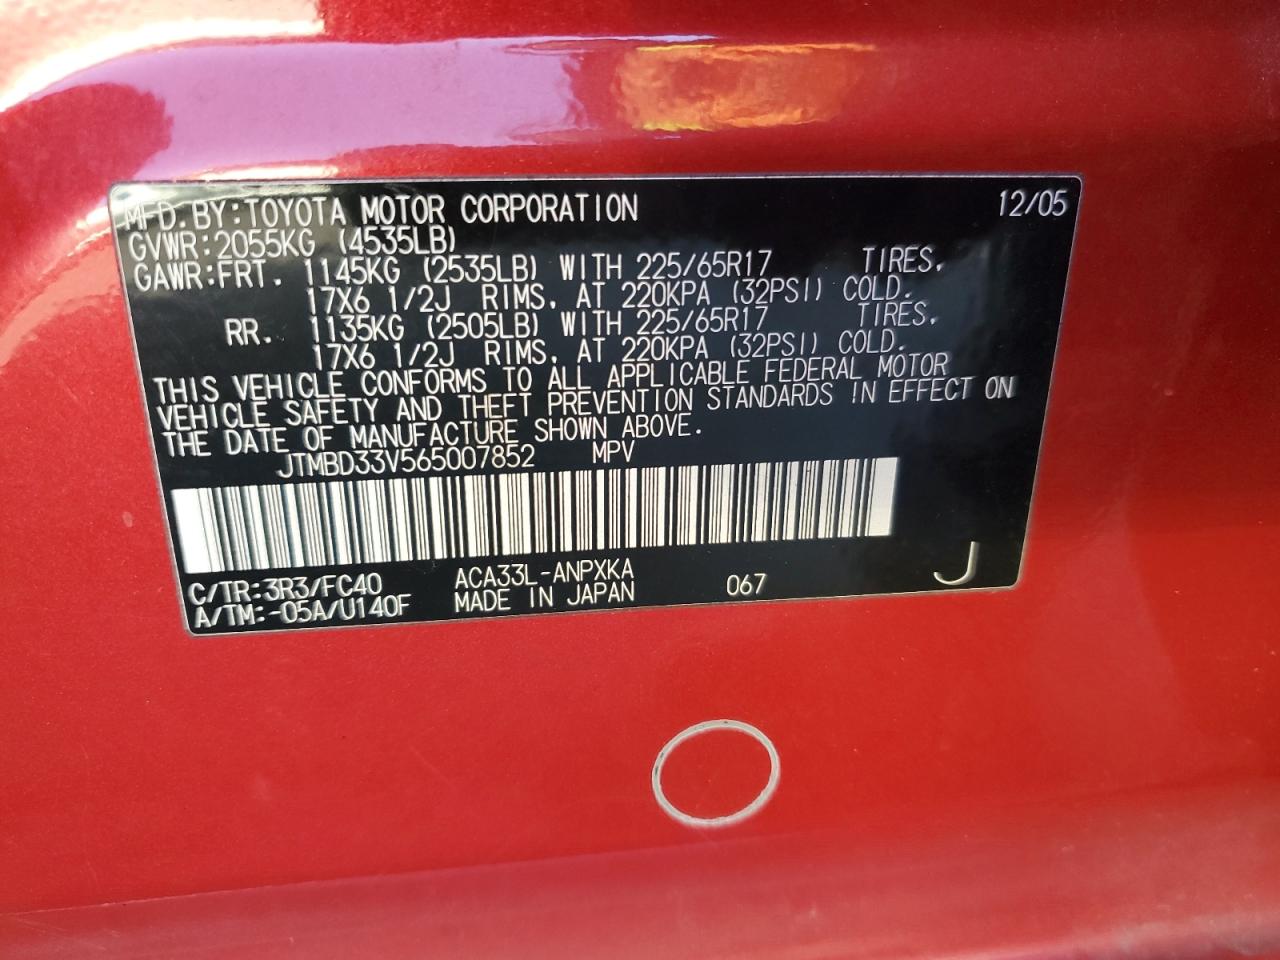 MFD. BY: TOYOTA MOTOR CORPORATION 12/05
GVWR: 2055KG (4535LB)
GAWR: FRT. 1145KG (2535LB) WITH 225/65R17 TIRES,
17X6 1/2J RIMS, AT 220KPA (32PSI) COLD.
RR. 1135KG (2505LB) WITH 225/65R17 TIRES,
17X6 1/2J RIMS, AT 220KPA (32PSI) COLD.
THIS VEHICLE CONFORMS TO ALL APPLICABLE FEDERAL MOTOR
VEHICLE SAFETY AND THEFT PREVENTION STANDARDS IN EFFECT ON
THE DATE OF MANUFACTURE SHOWN ABOVE.
JTMBD33V565007852 MPV
C/TR: 3R3/FC40 ACA33L-ANPXKA 067 J
A/TM: -05A/U140F MADE IN JAPAN